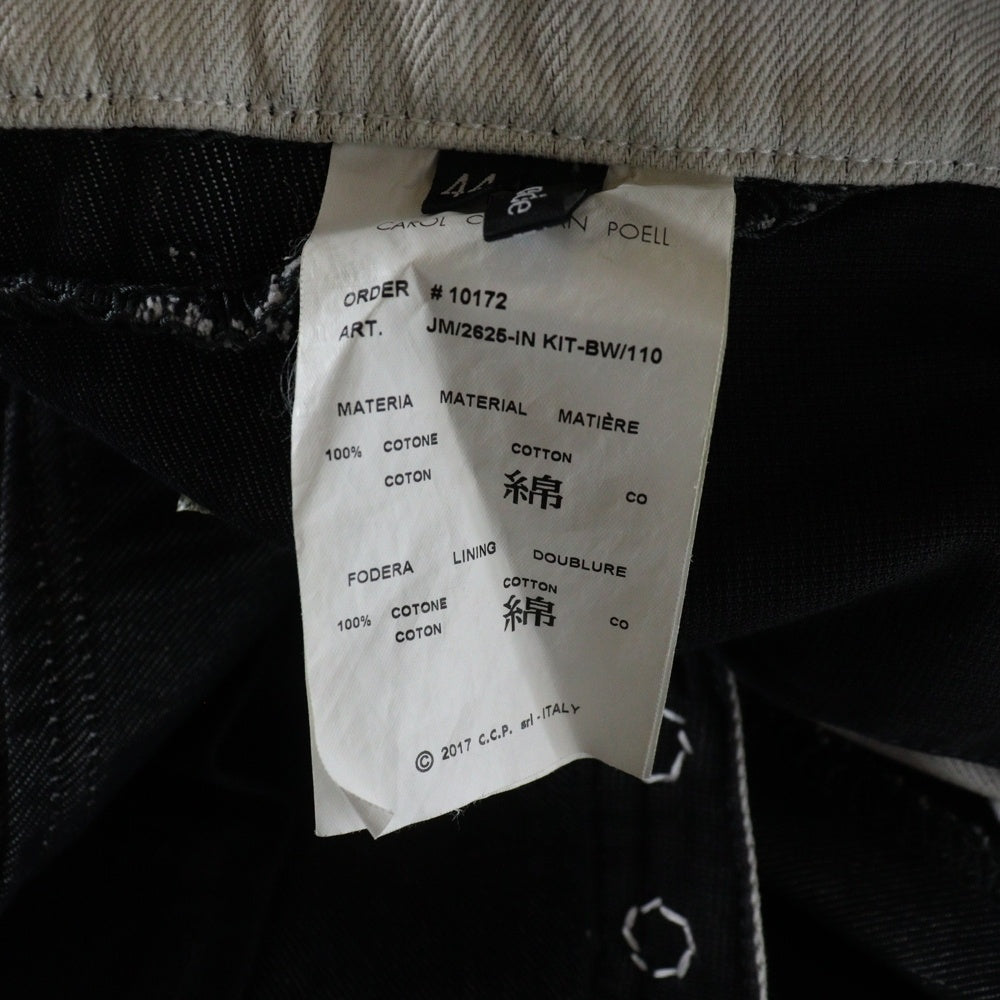 44
CAROL POELL
ORDER # 10172
ART. JM/2625-IN KIT-BW/110
MATERIA MATERIAL MATIÈRE
100% COTONE COTTON
COTON 綿 CO
FODERA LINING DOUBLURE
100% COTONE COTTON
COTON 綿 CO
© 2017 C.C.P. srl - ITALY